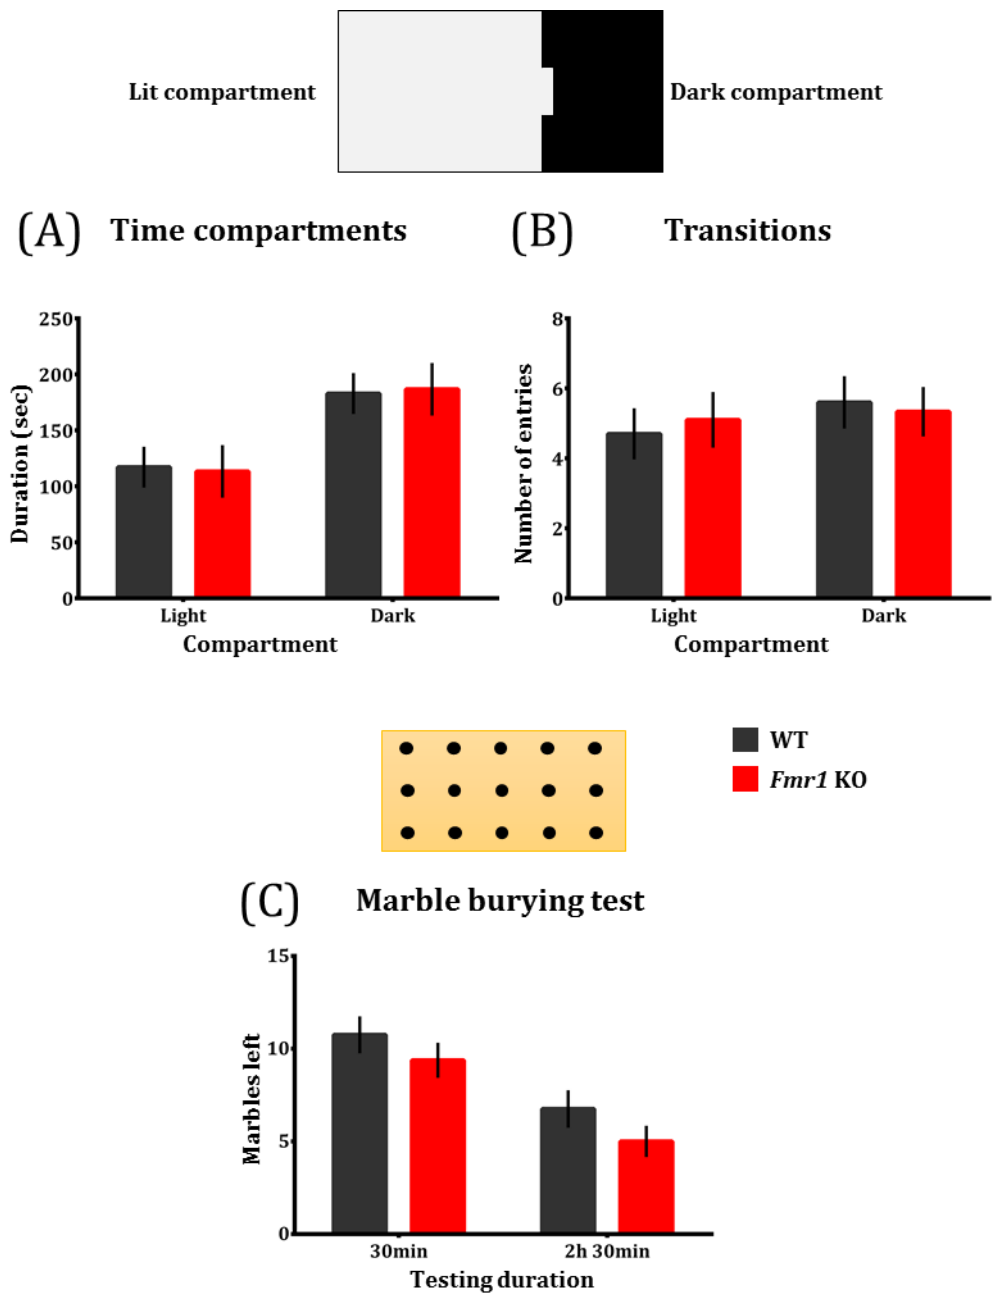 Lit compartment
Dark compartment
(A) Time compartments
(B) Transitions
250
200
150
100
50
0
Duration (sec)
Light
Dark
Compartment
8
6
4
2
0
Number of entries
Light
Dark
Compartment
WT
Fmr1 KO
(C) Marble burying test
15
10
5
0
Marbles left
30min
2h 30min
Testing duration